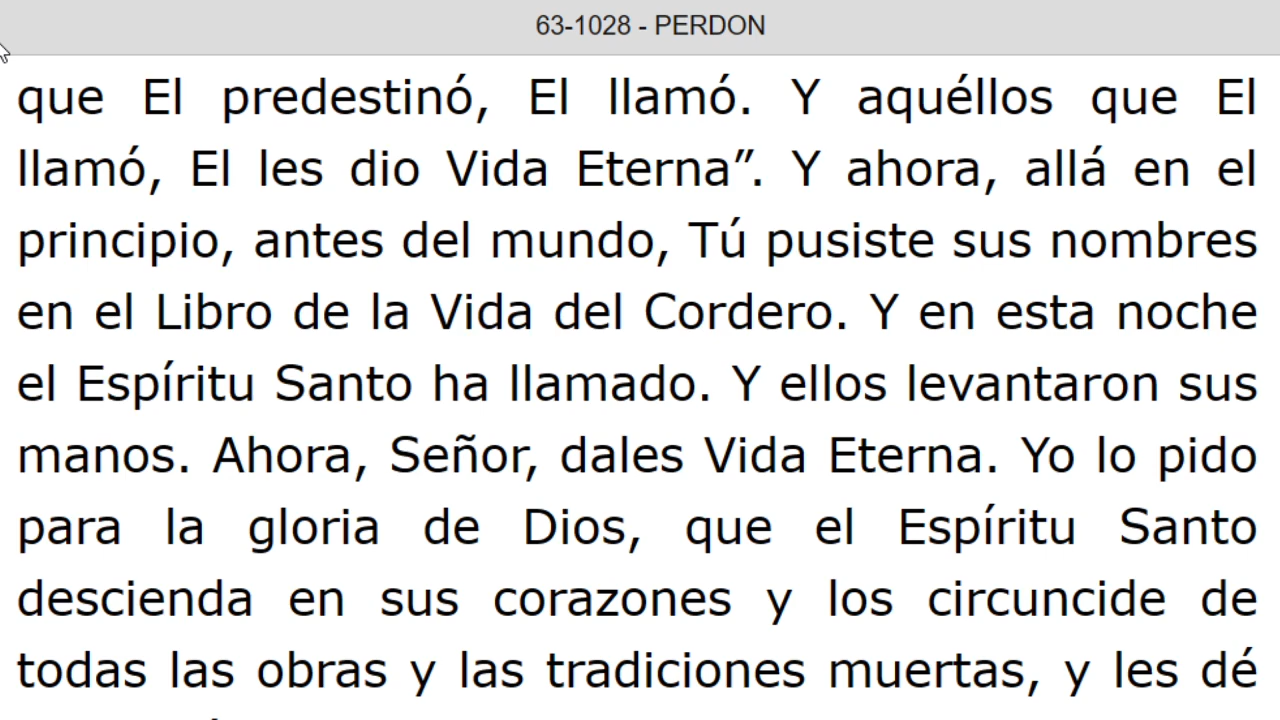 63-1028 - PERDON
que El predestinó, El llamó. Y aquéllos que El
llamó, El les dio Vida Eterna”. Y ahora, allá en el
principio, antes del mundo, Tú pusiste sus nombres
en el Libro de la Vida del Cordero. Y en esta noche
el Espíritu Santo ha llamado. Y ellos levantaron sus
manos. Ahora, Señor, dales Vida Eterna. Yo lo pido
para la gloria de Dios, que el Espíritu Santo
descienda en sus corazones y los circuncide de
todas las obras y las tradiciones muertas, y les dé